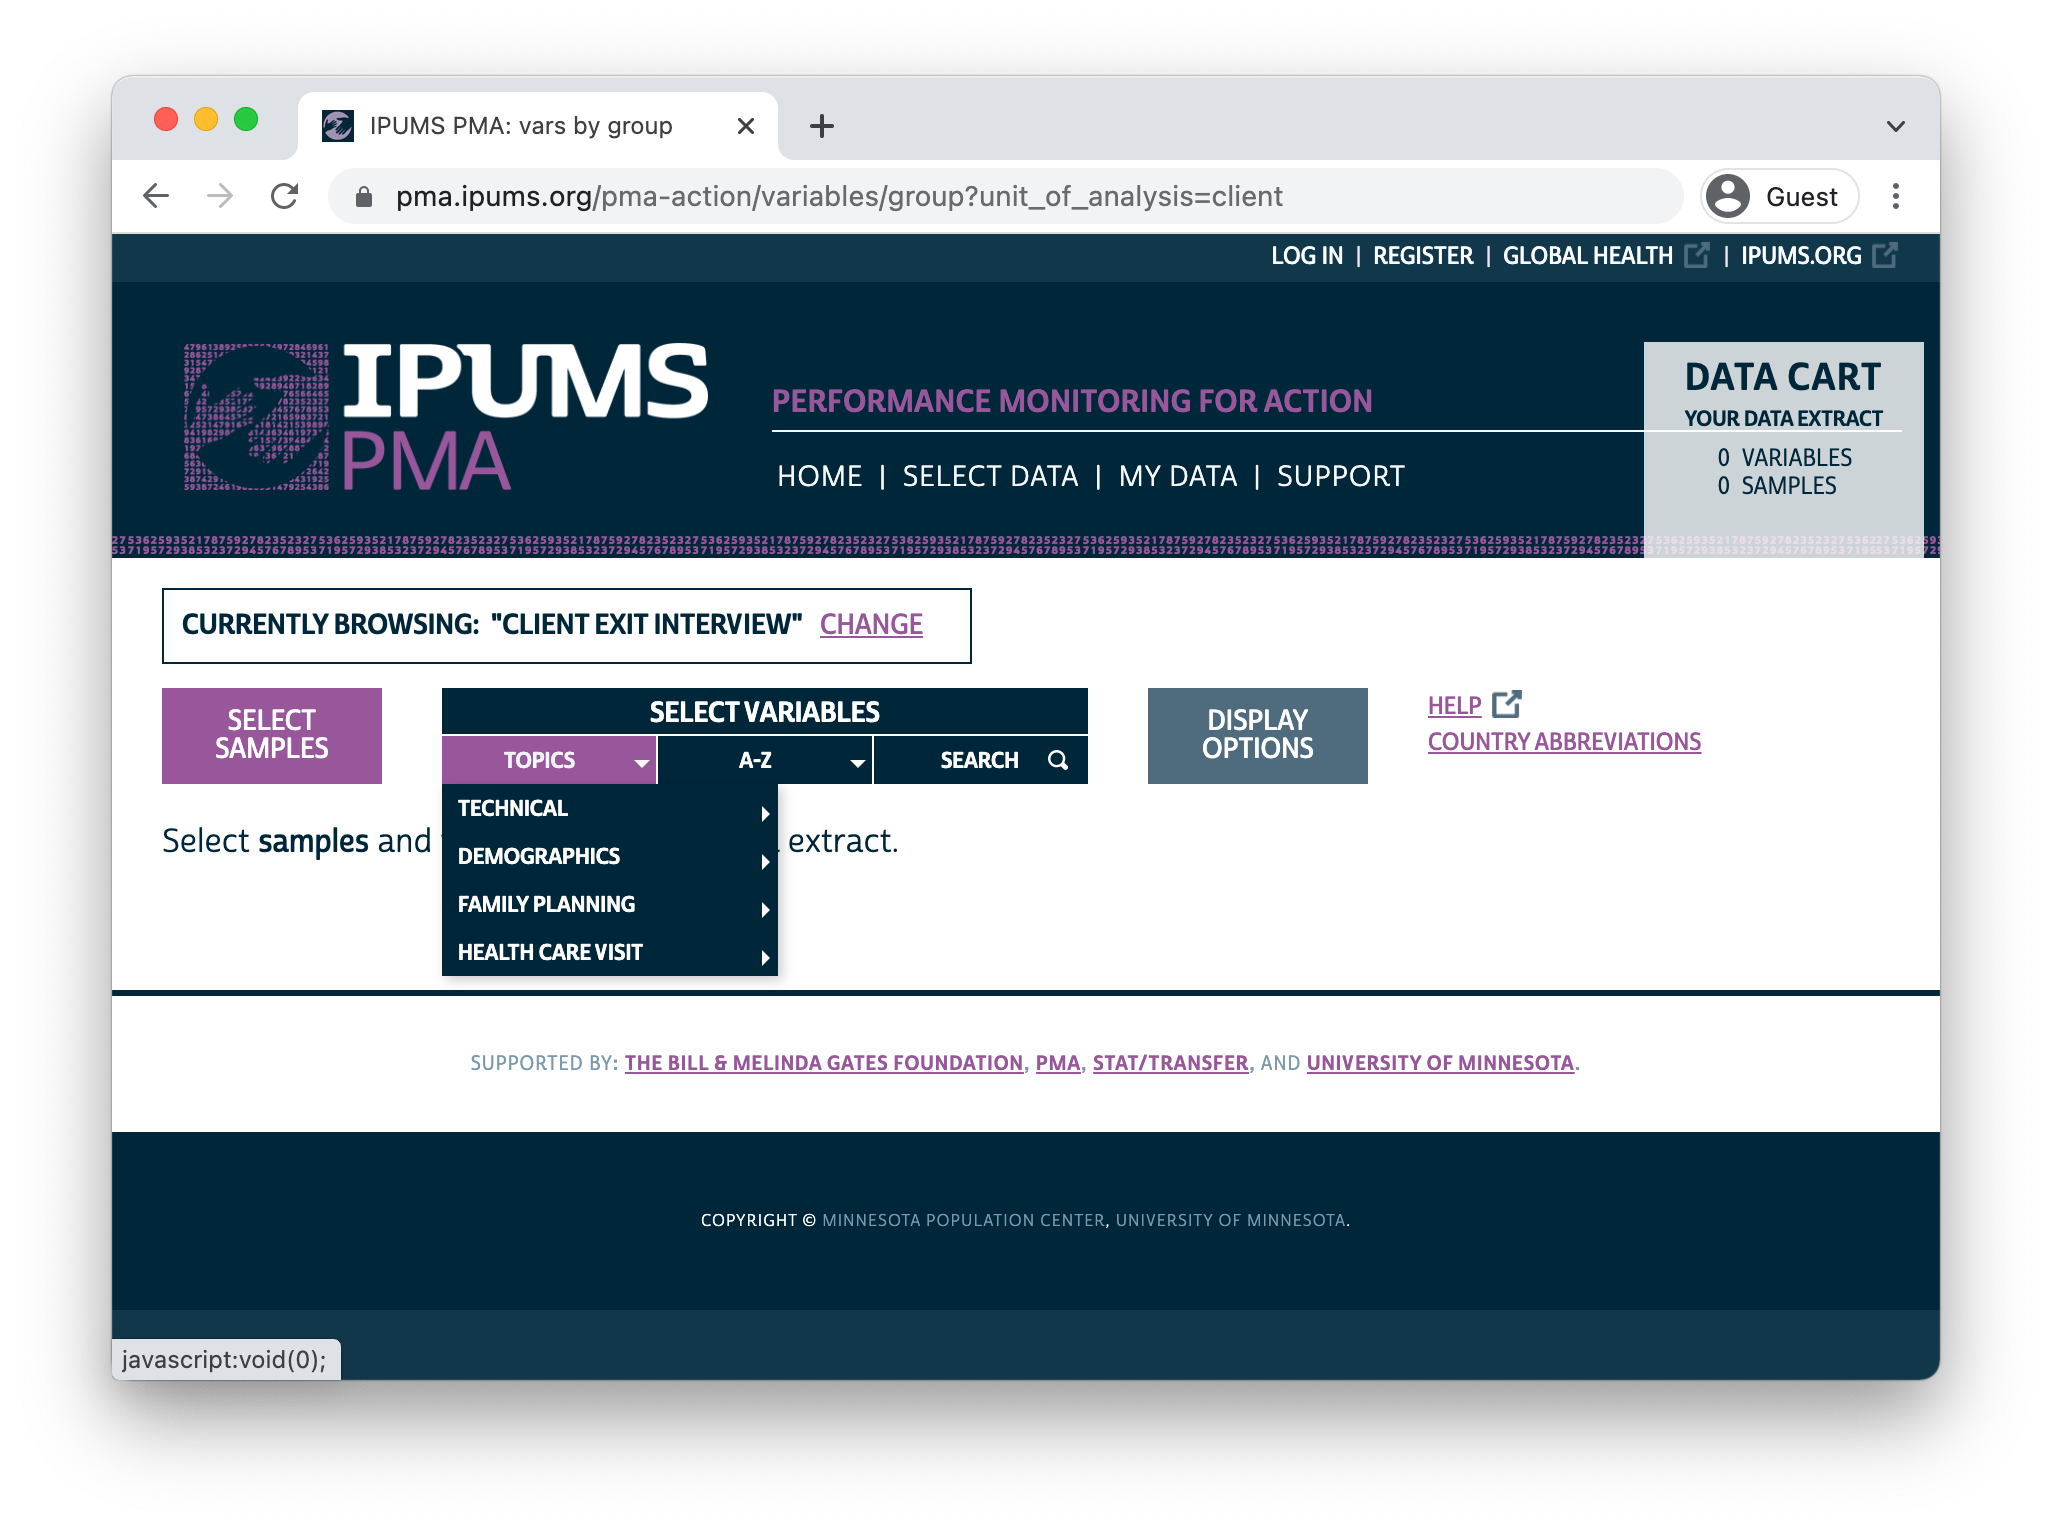 IPUMS PMA: vars by group
pma.ipums.org/pma-action/variables/group?unit_of_analysis=client
Guest
LOG IN | REGISTER | GLOBAL HEALTH | IPUMS.ORG
IPUMS
PMA
PERFORMANCE MONITORING FOR ACTION
HOME | SELECT DATA | MY DATA | SUPPORT
DATA CART
YOUR DATA EXTRACT
0 VARIABLES
0 SAMPLES
CURRENTLY BROWSING: "CLIENT EXIT INTERVIEW" CHANGE
SELECT
SAMPLES
SELECT VARIABLES
TOPICS
A-Z
SEARCH
DISPLAY
OPTIONS
HELP
COUNTRY ABBREVIATIONS
TECHNICAL
DEMOGRAPHICS
FAMILY PLANNING
HEALTH CARE VISIT
Select samples and extract.
SUPPORTED BY: THE BILL & MELINDA GATES FOUNDATION, PMA, STAT/TRANSFER, AND UNIVERSITY OF MINNESOTA.
COPYRIGHT © MINNESOTA POPULATION CENTER, UNIVERSITY OF MINNESOTA.
javascript:void(0);